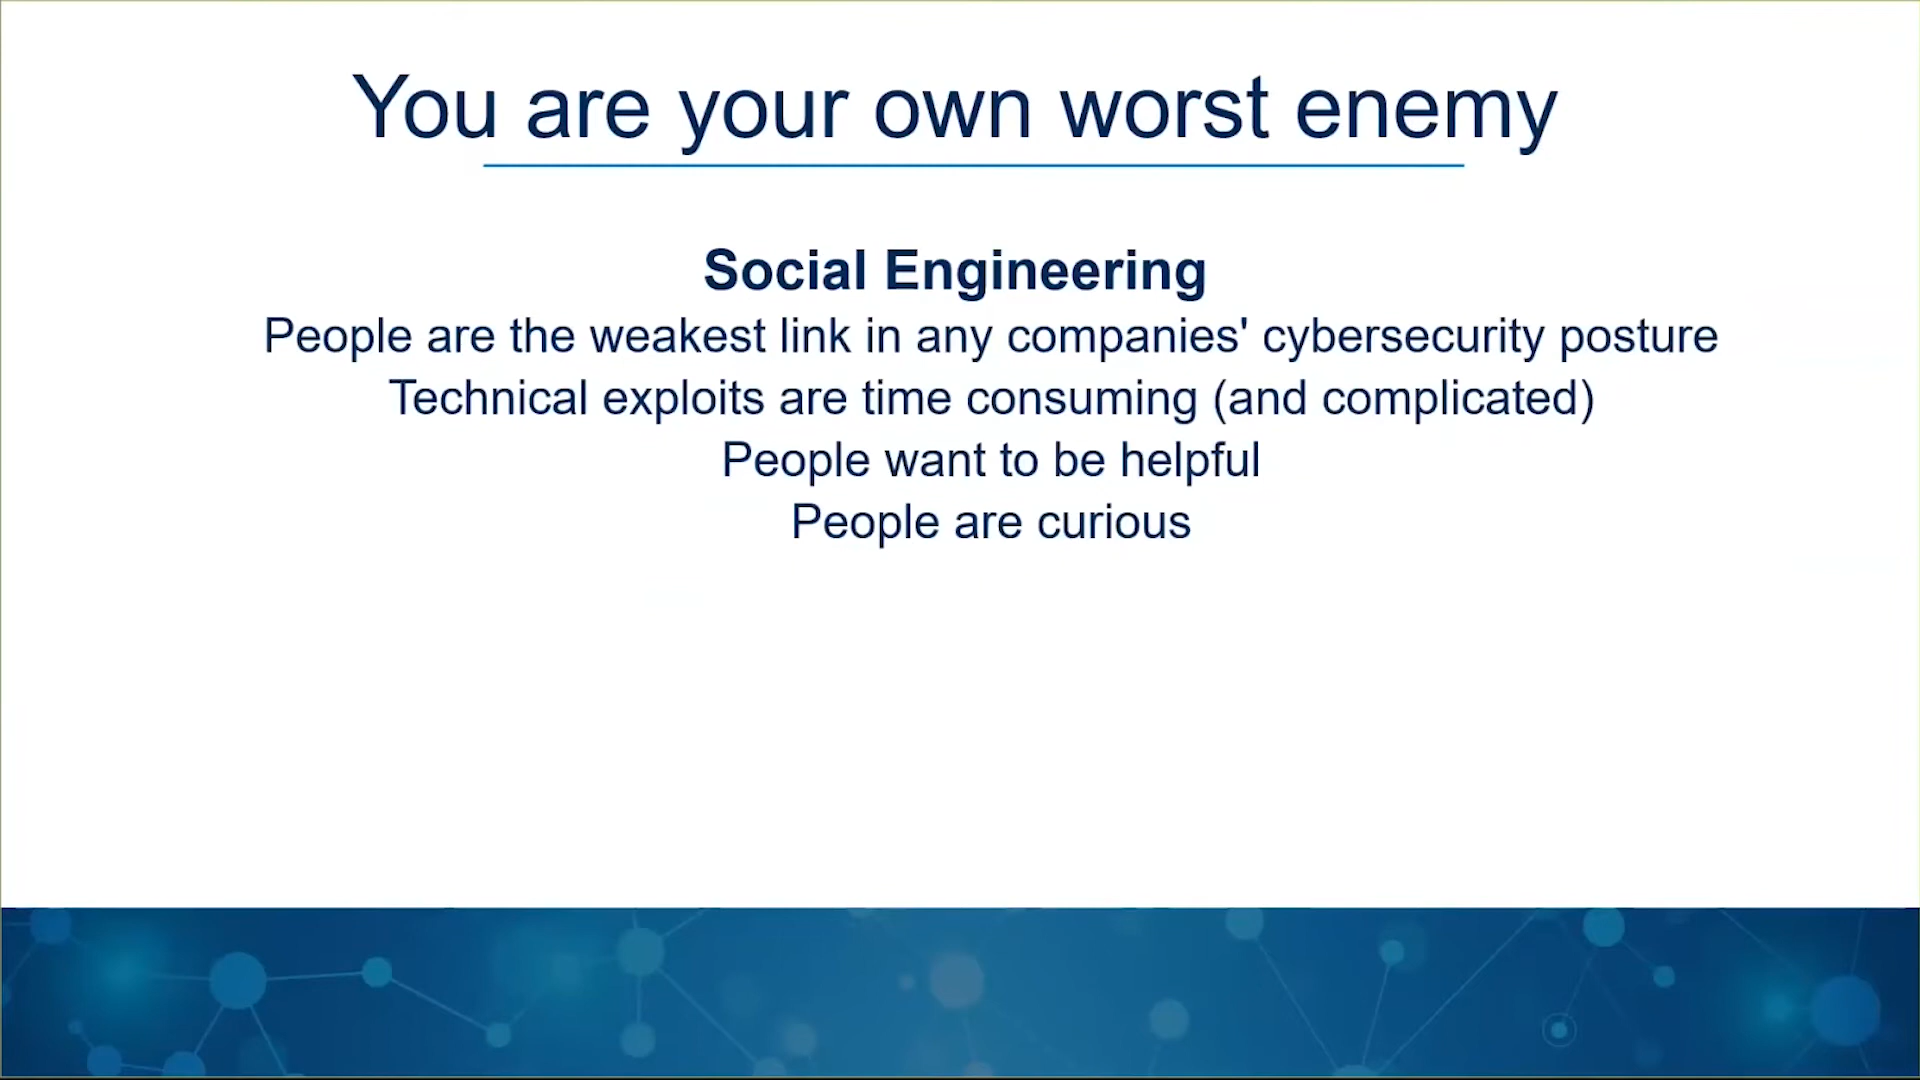 You are your own worst enemy
Social Engineering
People are the weakest link in any companies' cybersecurity posture
Technical exploits are time consuming (and complicated)
People want to be helpful
People are curious